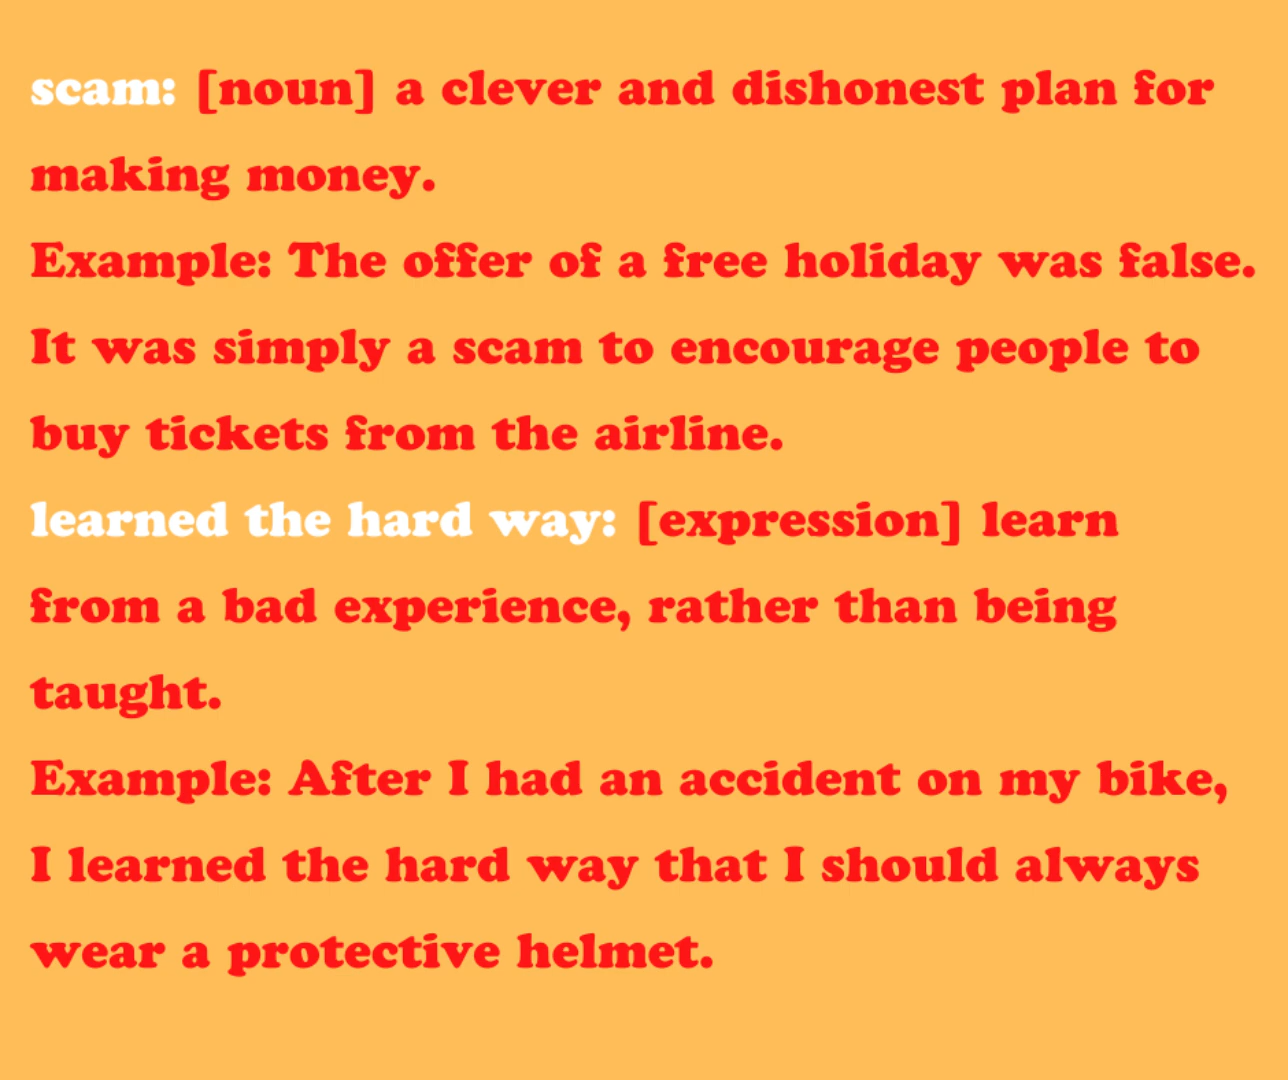 scam: [noun] a clever and dishonest plan for
making money.
Example: The offer of a free holiday was false.
It was simply a scam to encourage people to
buy tickets from the airline.
learned the hard way: [expression] learn
from a bad experience, rather than being
taught.
Example: After I had an accident on my bike,
I learned the hard way that I should always
wear a protective helmet.